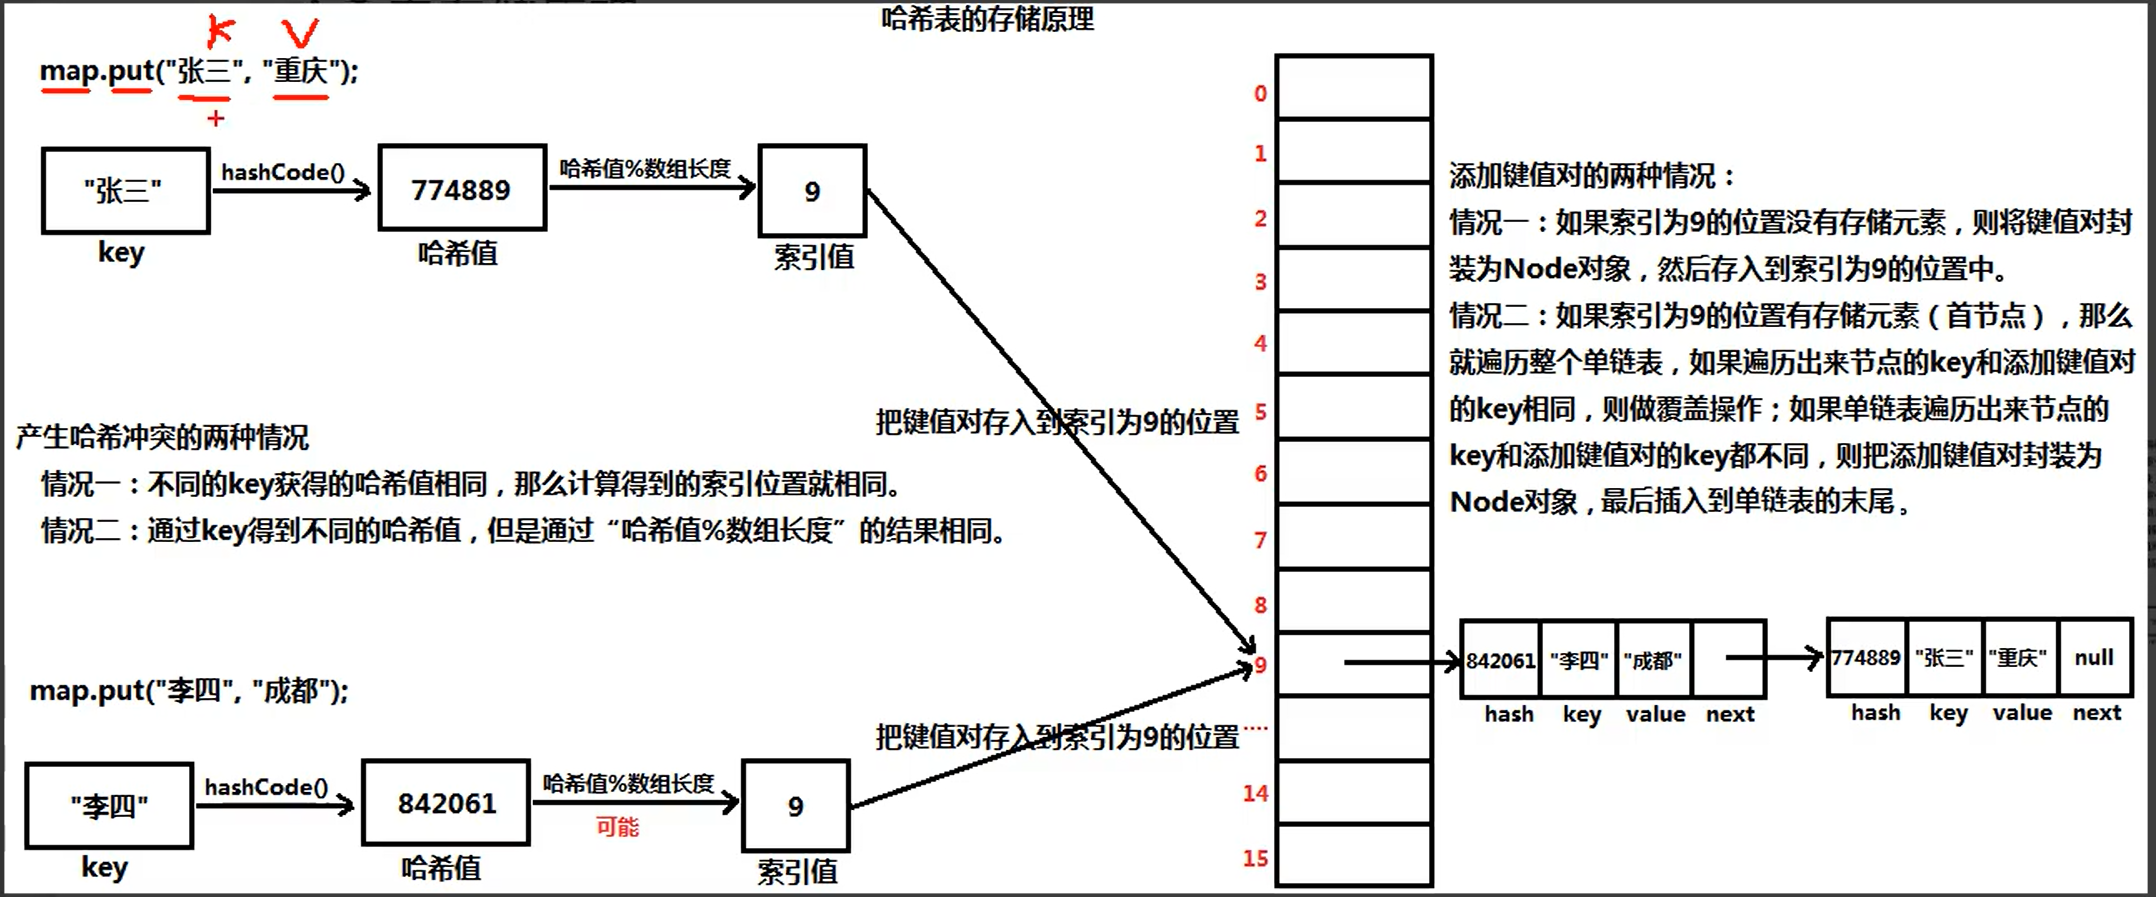 哈希表的存储原理
K V
map.put("张三", "重庆");
+
"张三"
key
hashCode()
774889
哈希值
哈希值%数组长度
9
索引值
产生哈希冲突的两种情况
情况一：不同的key获得的哈希值相同，那么计算得到的索引位置就相同。
情况二：通过key得到不同的哈希值，但是通过“哈希值%数组长度”的结果相同。
把键值对存入到索引为9的位置
map.put("李四", "成都");
"李四"
key
hashCode()
842061
哈希值
哈希值%数组长度
可能
9
索引值
把键值对存入到索引为9的位置
0
1
2
3
4
5
6
7
8
9
....
14
15
添加键值对的两种情况：
情况一：如果索引为9的位置没有存储元素，则将键值对封
装为Node对象，然后存入到索引为9的位置中。
情况二：如果索引为9的位置有存储元素（首节点），那么
就遍历整个单链表，如果遍历出来节点的key和添加键值对
的key相同，则做覆盖操作；如果单链表遍历出来节点的
key和添加键值对的key都不同，则把添加键值对封装为
Node对象，最后插入到单链表的末尾。
842061 "李四" "成都"
hash key value next
774889 "张三" "重庆" null
hash key value next